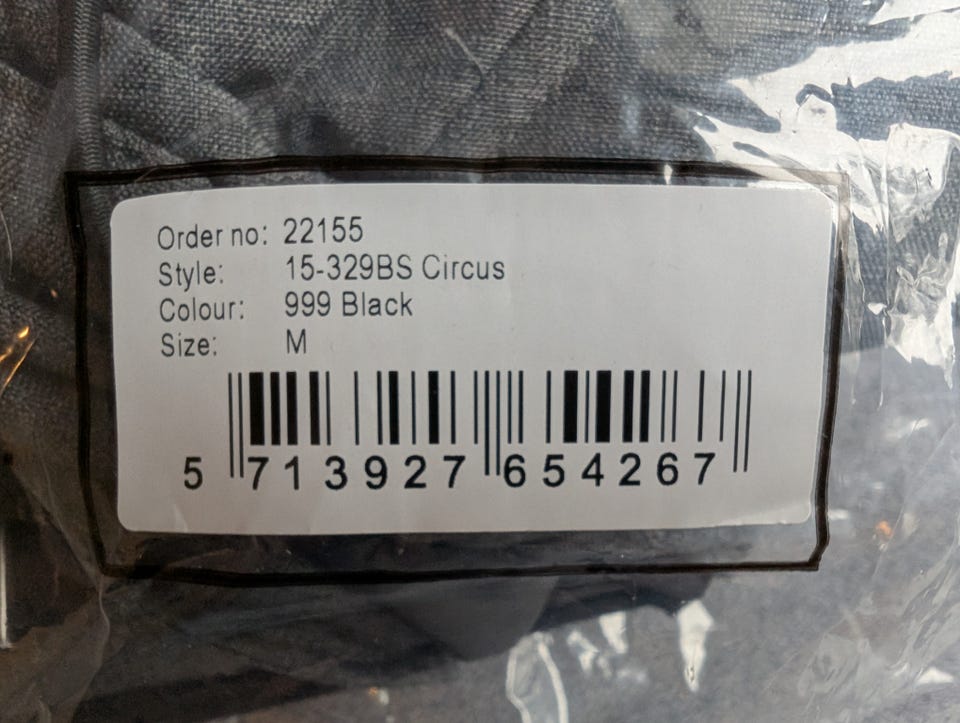 Order no: 22155
Style: 15-329BS Circus
Colour: 999 Black
Size: M
5 713927 654267